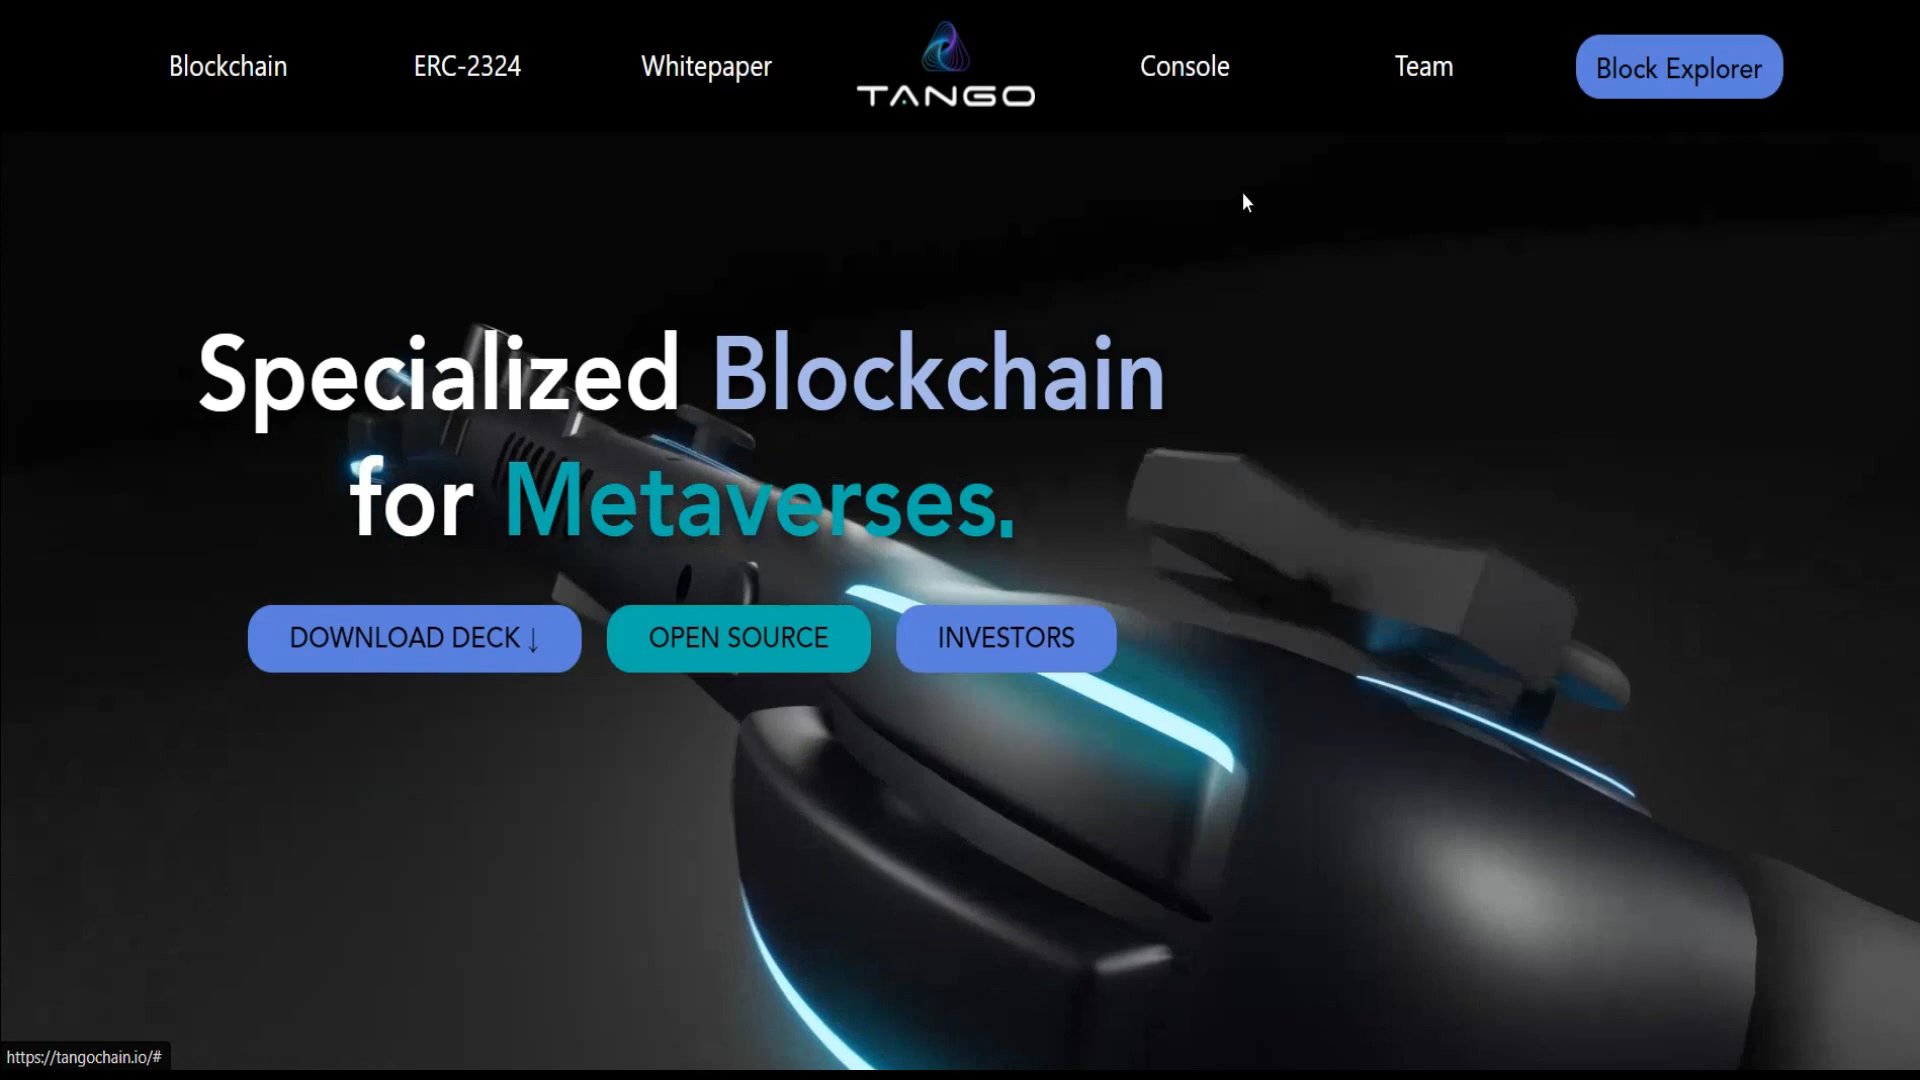 Blockchain
ERC-2324
Whitepaper
TANGO
Console
Team
Block Explorer
Specialized Blockchain
for Metaverses.
DOWNLOAD DECK ↓
OPEN SOURCE
INVESTORS
https://tangochain.io/#